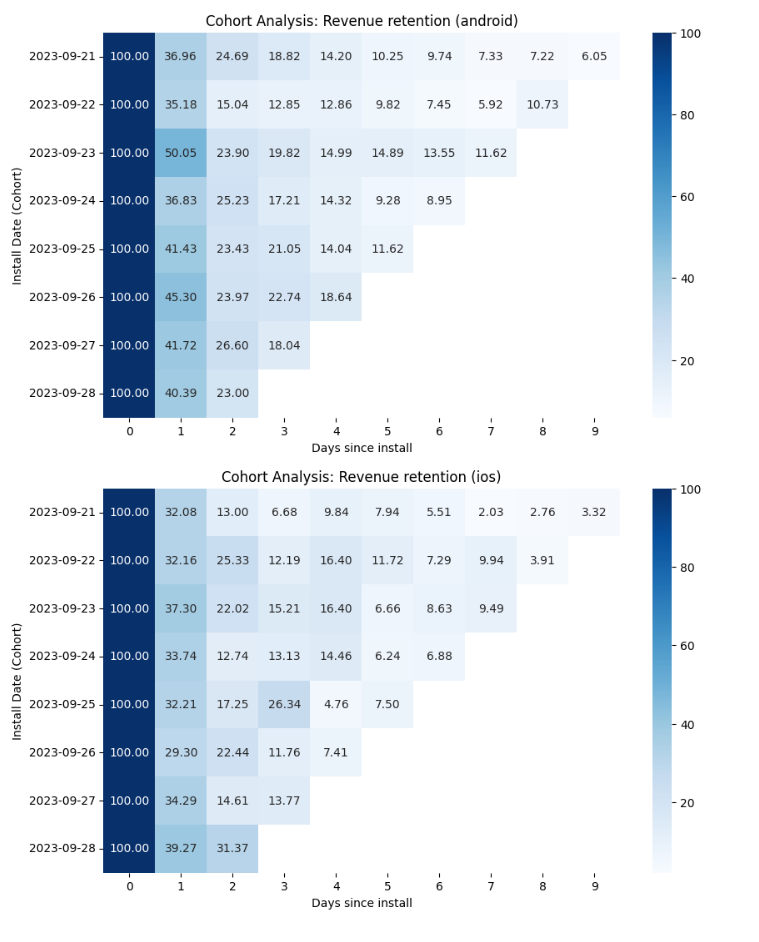 Cohort Analysis: Revenue retention (android)
2023-09-21 100.00 36.96 24.69 18.82 14.20 10.25 9.74 7.33 7.22 6.05
2023-09-22 100.00 35.18 15.04 12.85 12.86 9.82 7.45 5.92 10.73
2023-09-23 100.00 50.05 23.90 19.82 14.99 14.89 13.55 11.62
2023-09-24 100.00 36.83 25.23 17.21 14.32 9.28 8.95
2023-09-25 100.00 41.43 23.43 21.05 14.04 11.62
2023-09-26 100.00 45.30 23.97 22.74 18.64
2023-09-27 100.00 41.72 26.60 18.04
2023-09-28 100.00 40.39 23.00
0 1 2 3 4 5 6 7 8 9
Days since install
Install Date (Cohort)
100
80
60
40
20
Cohort Analysis: Revenue retention (ios)
2023-09-21 100.00 32.08 13.00 6.68 9.84 7.94 5.51 2.03 2.76 3.32
2023-09-22 100.00 32.16 25.33 12.19 16.40 11.72 7.29 9.94 3.91
2023-09-23 100.00 37.30 22.02 15.21 16.40 6.66 8.63 9.49
2023-09-24 100.00 33.74 12.74 13.13 14.46 6.24 6.88
2023-09-25 100.00 32.21 17.25 26.34 4.76 7.50
2023-09-26 100.00 29.30 22.44 11.76 7.41
2023-09-27 100.00 34.29 14.61 13.77
2023-09-28 100.00 39.27 31.37
0 1 2 3 4 5 6 7 8 9
Days since install
Install Date (Cohort)
100
80
60
40
20